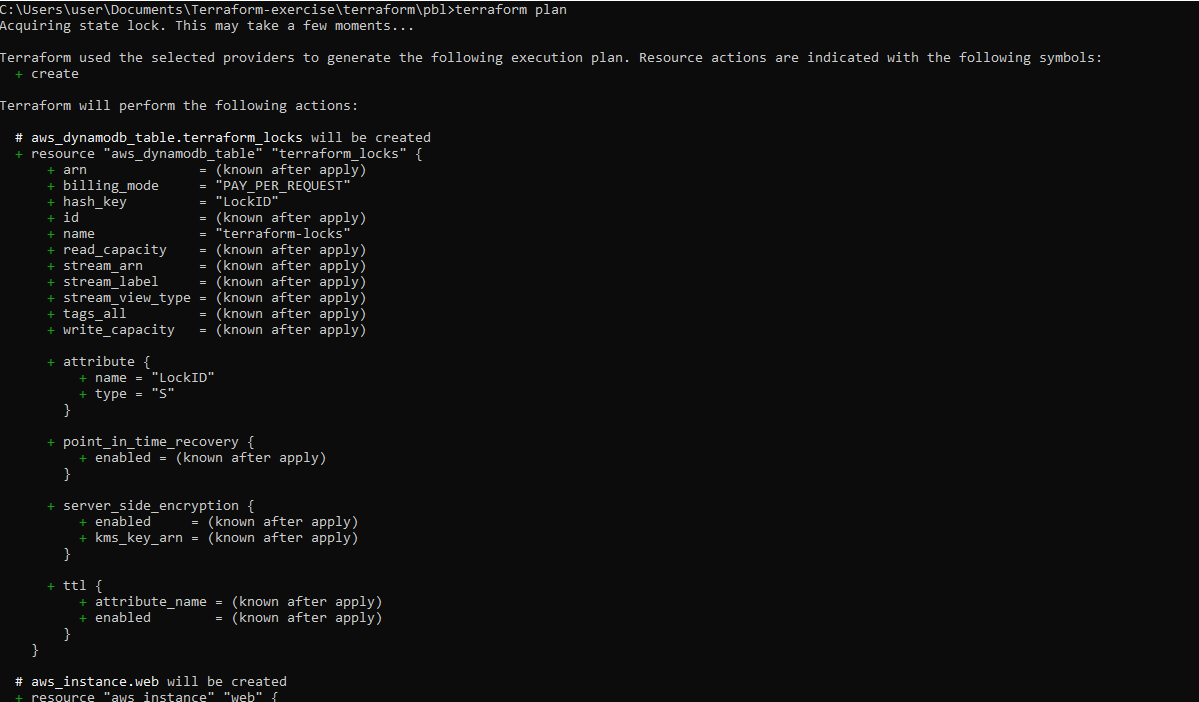 C:\Users\user\Documents\Terraform-exercise\terraform\pbl>terraform plan
Acquiring state lock. This may take a few moments...
Terraform used the selected providers to generate the following execution plan. Resource actions are indicated with the following symbols:
  + create
Terraform will perform the following actions:
  # aws_dynamodb_table.terraform_locks will be created
  + resource "aws_dynamodb_table" "terraform_locks" {
      + arn              = (known after apply)
      + billing_mode     = "PAY_PER_REQUEST"
      + hash_key         = "LockID"
      + id               = (known after apply)
      + name             = "terraform-locks"
      + read_capacity    = (known after apply)
      + stream_arn       = (known after apply)
      + stream_label     = (known after apply)
      + stream_view_type = (known after apply)
      + tags_all         = (known after apply)
      + write_capacity   = (known after apply)
      + attribute {
          + name = "LockID"
          + type = "S"
        }
      + point_in_time_recovery {
          + enabled = (known after apply)
        }
      + server_side_encryption {
          + enabled     = (known after apply)
          + kms_key_arn = (known after apply)
        }
      + ttl {
          + attribute_name = (known after apply)
          + enabled        = (known after apply)
        }
    }
  # aws_instance.web will be created
  + resource "aws_instance" "web" {